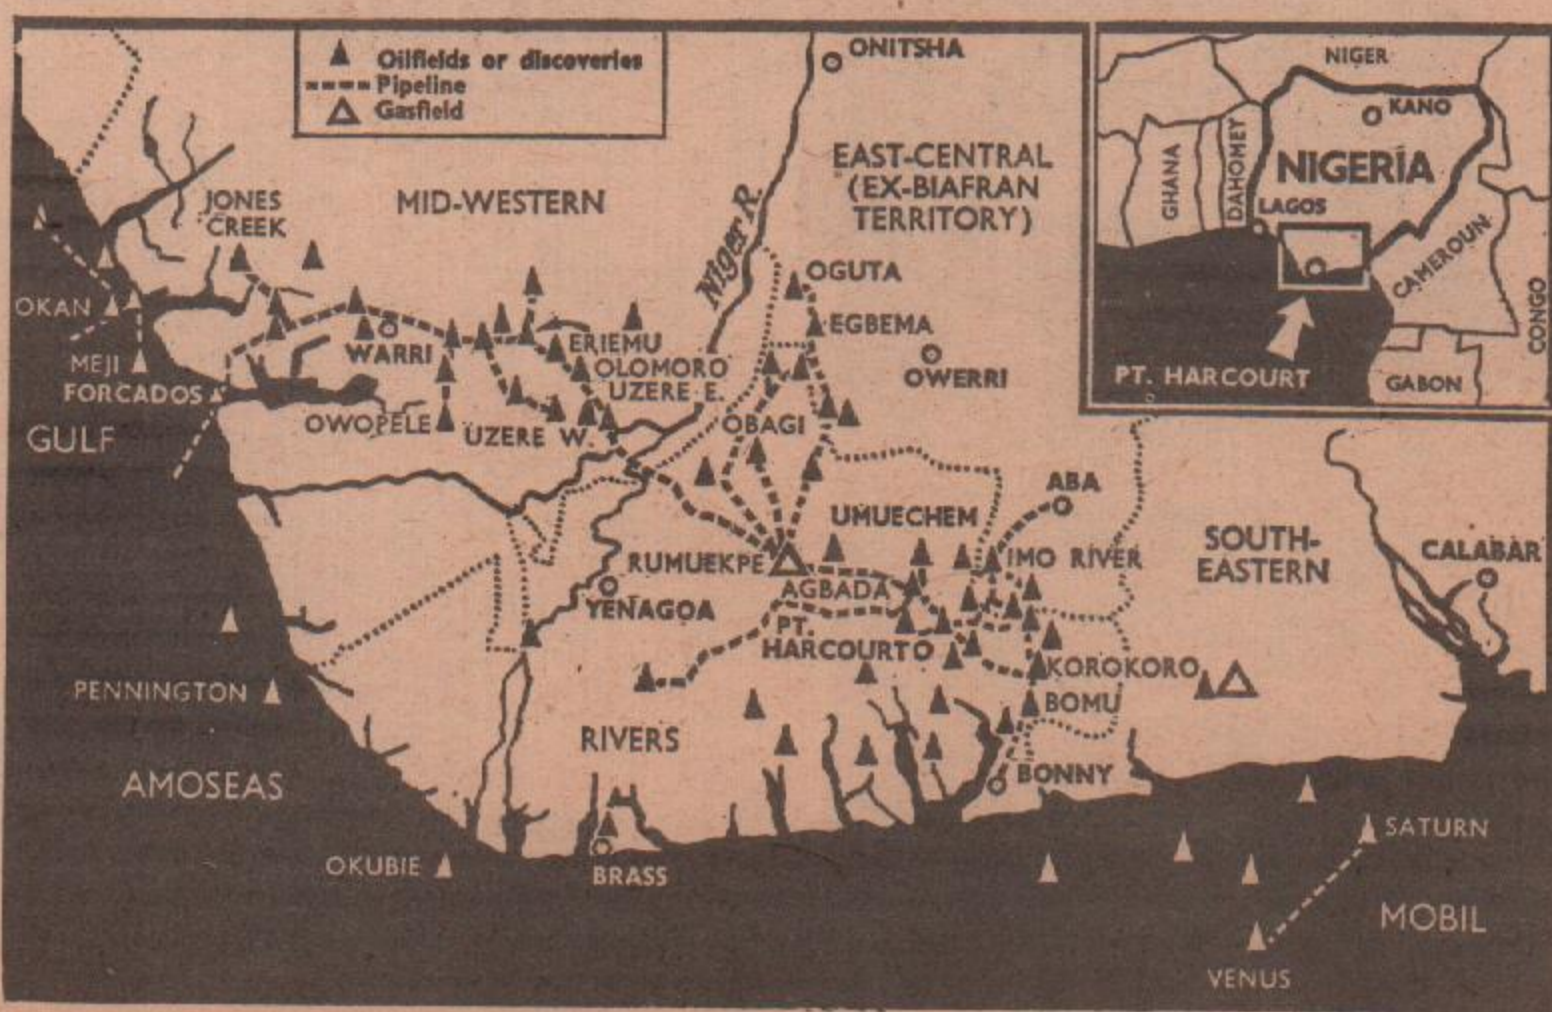 Oilfields or discoveries
Pipeline
Gasfield
ONITSHA
EAST-CENTRAL
(EX-BIAFRAN
TERRITORY)
MID-WESTERN
JONES
CREEK
Niger R.
NIGER
KANO
NIGERIA
GHANA
DAHOMEY
LAGOS
CAMEROUN
CONGO
GABON
PT. HARCOURT
OGUTA
EGBEMA
OWERRI
OKAN
MEJI
FORCADOS
GULF
WARRI
ERIEMU
OLOMORO
UZERE E.
OWOPELE
UZERE W.
OBAGI
ABA
UMUECHEM
IMO RIVER
SOUTH-
EASTERN
CALABAR
RUMUEKPE
AGBADA
YENAGOA
PT.
HARCOURT
KOROKORO
BOMU
PENNINGTON
RIVERS
BONNY
AMOSEAS
OKUBIE
BRASS
SATURN
MOBIL
VENUS